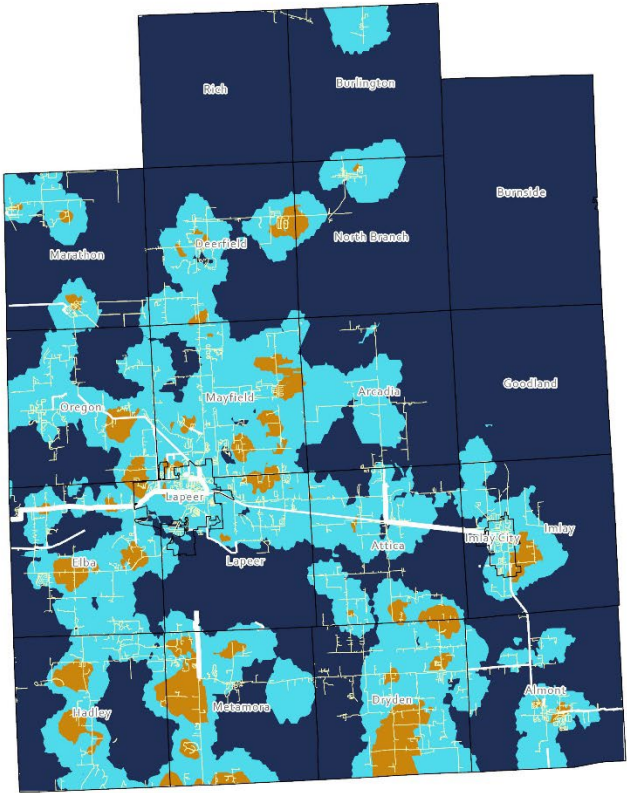 Rich
Burlington
Burnside
Marathon
Deerfield
North Branch
Oregon
Mayfield
Arcadia
Goodland
Lapeer
Elba
Lapeer
Attica
Imlay City
Imlay
Hadley
Metamora
Dryden
Almont